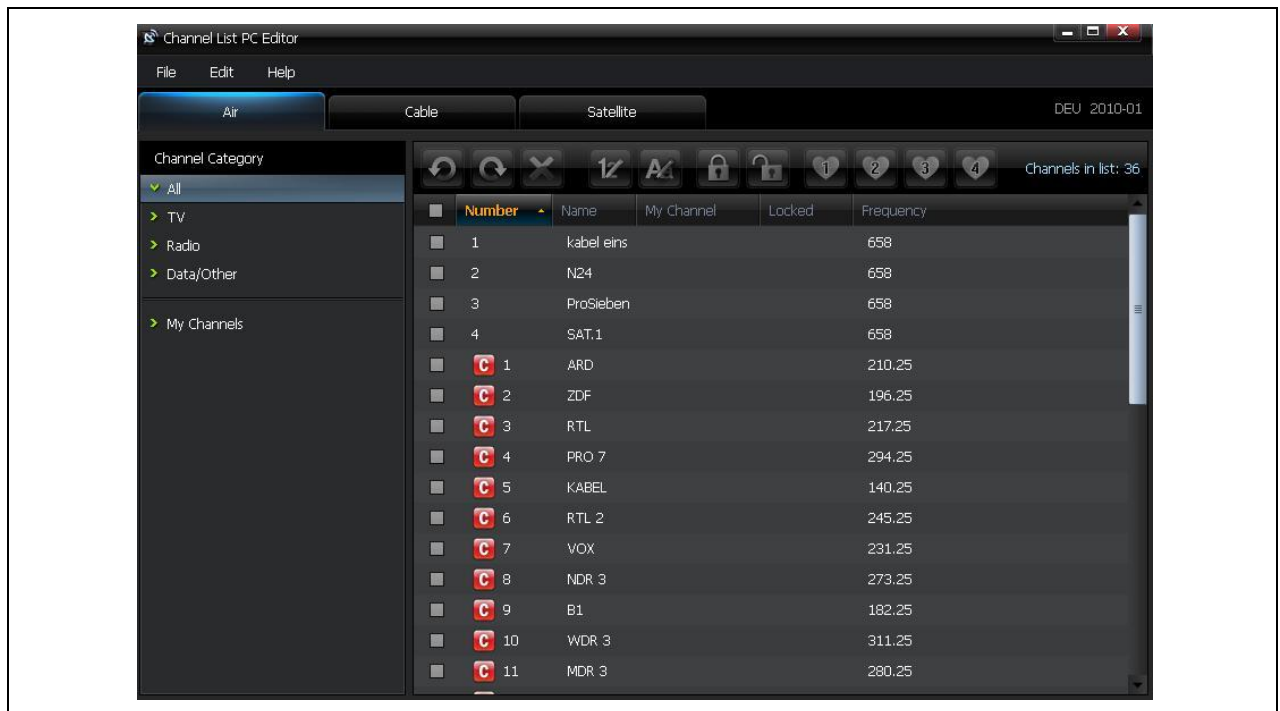 Channel List PC Editor
File Edit Help
Air Cable Satellite DEU 2010-01
Channel Category
All
TV
Radio
Data/Other
My Channels
1 2 3 4 Channels in list: 36
Number Name My Channel Locked Frequency
1 kabel eins 658
2 N24 658
3 ProSieben 658
4 SAT.1 658
C 1 ARD 210.25
C 2 ZDF 196.25
C 3 RTL 217.25
C 4 PRO 7 294.25
C 5 KABEL 140.25
C 6 RTL 2 245.25
C 7 VOX 231.25
C 8 NDR 3 273.25
C 9 B1 182.25
C 10 WDR 3 311.25
C 11 MDR 3 280.25